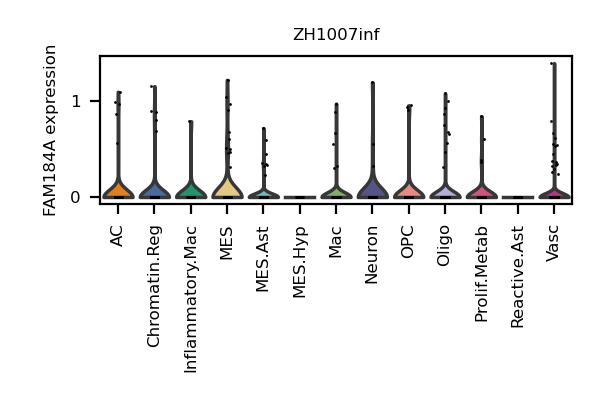 ZH1007inf
FAM184A expression
1
0
AC
Chromatin.Reg
Inflammatory.Mac
MES
MES.Ast
MES.Hyp
Mac
Neuron
OPC
Oligo
Prolif.Metab
Reactive.Ast
Vasc